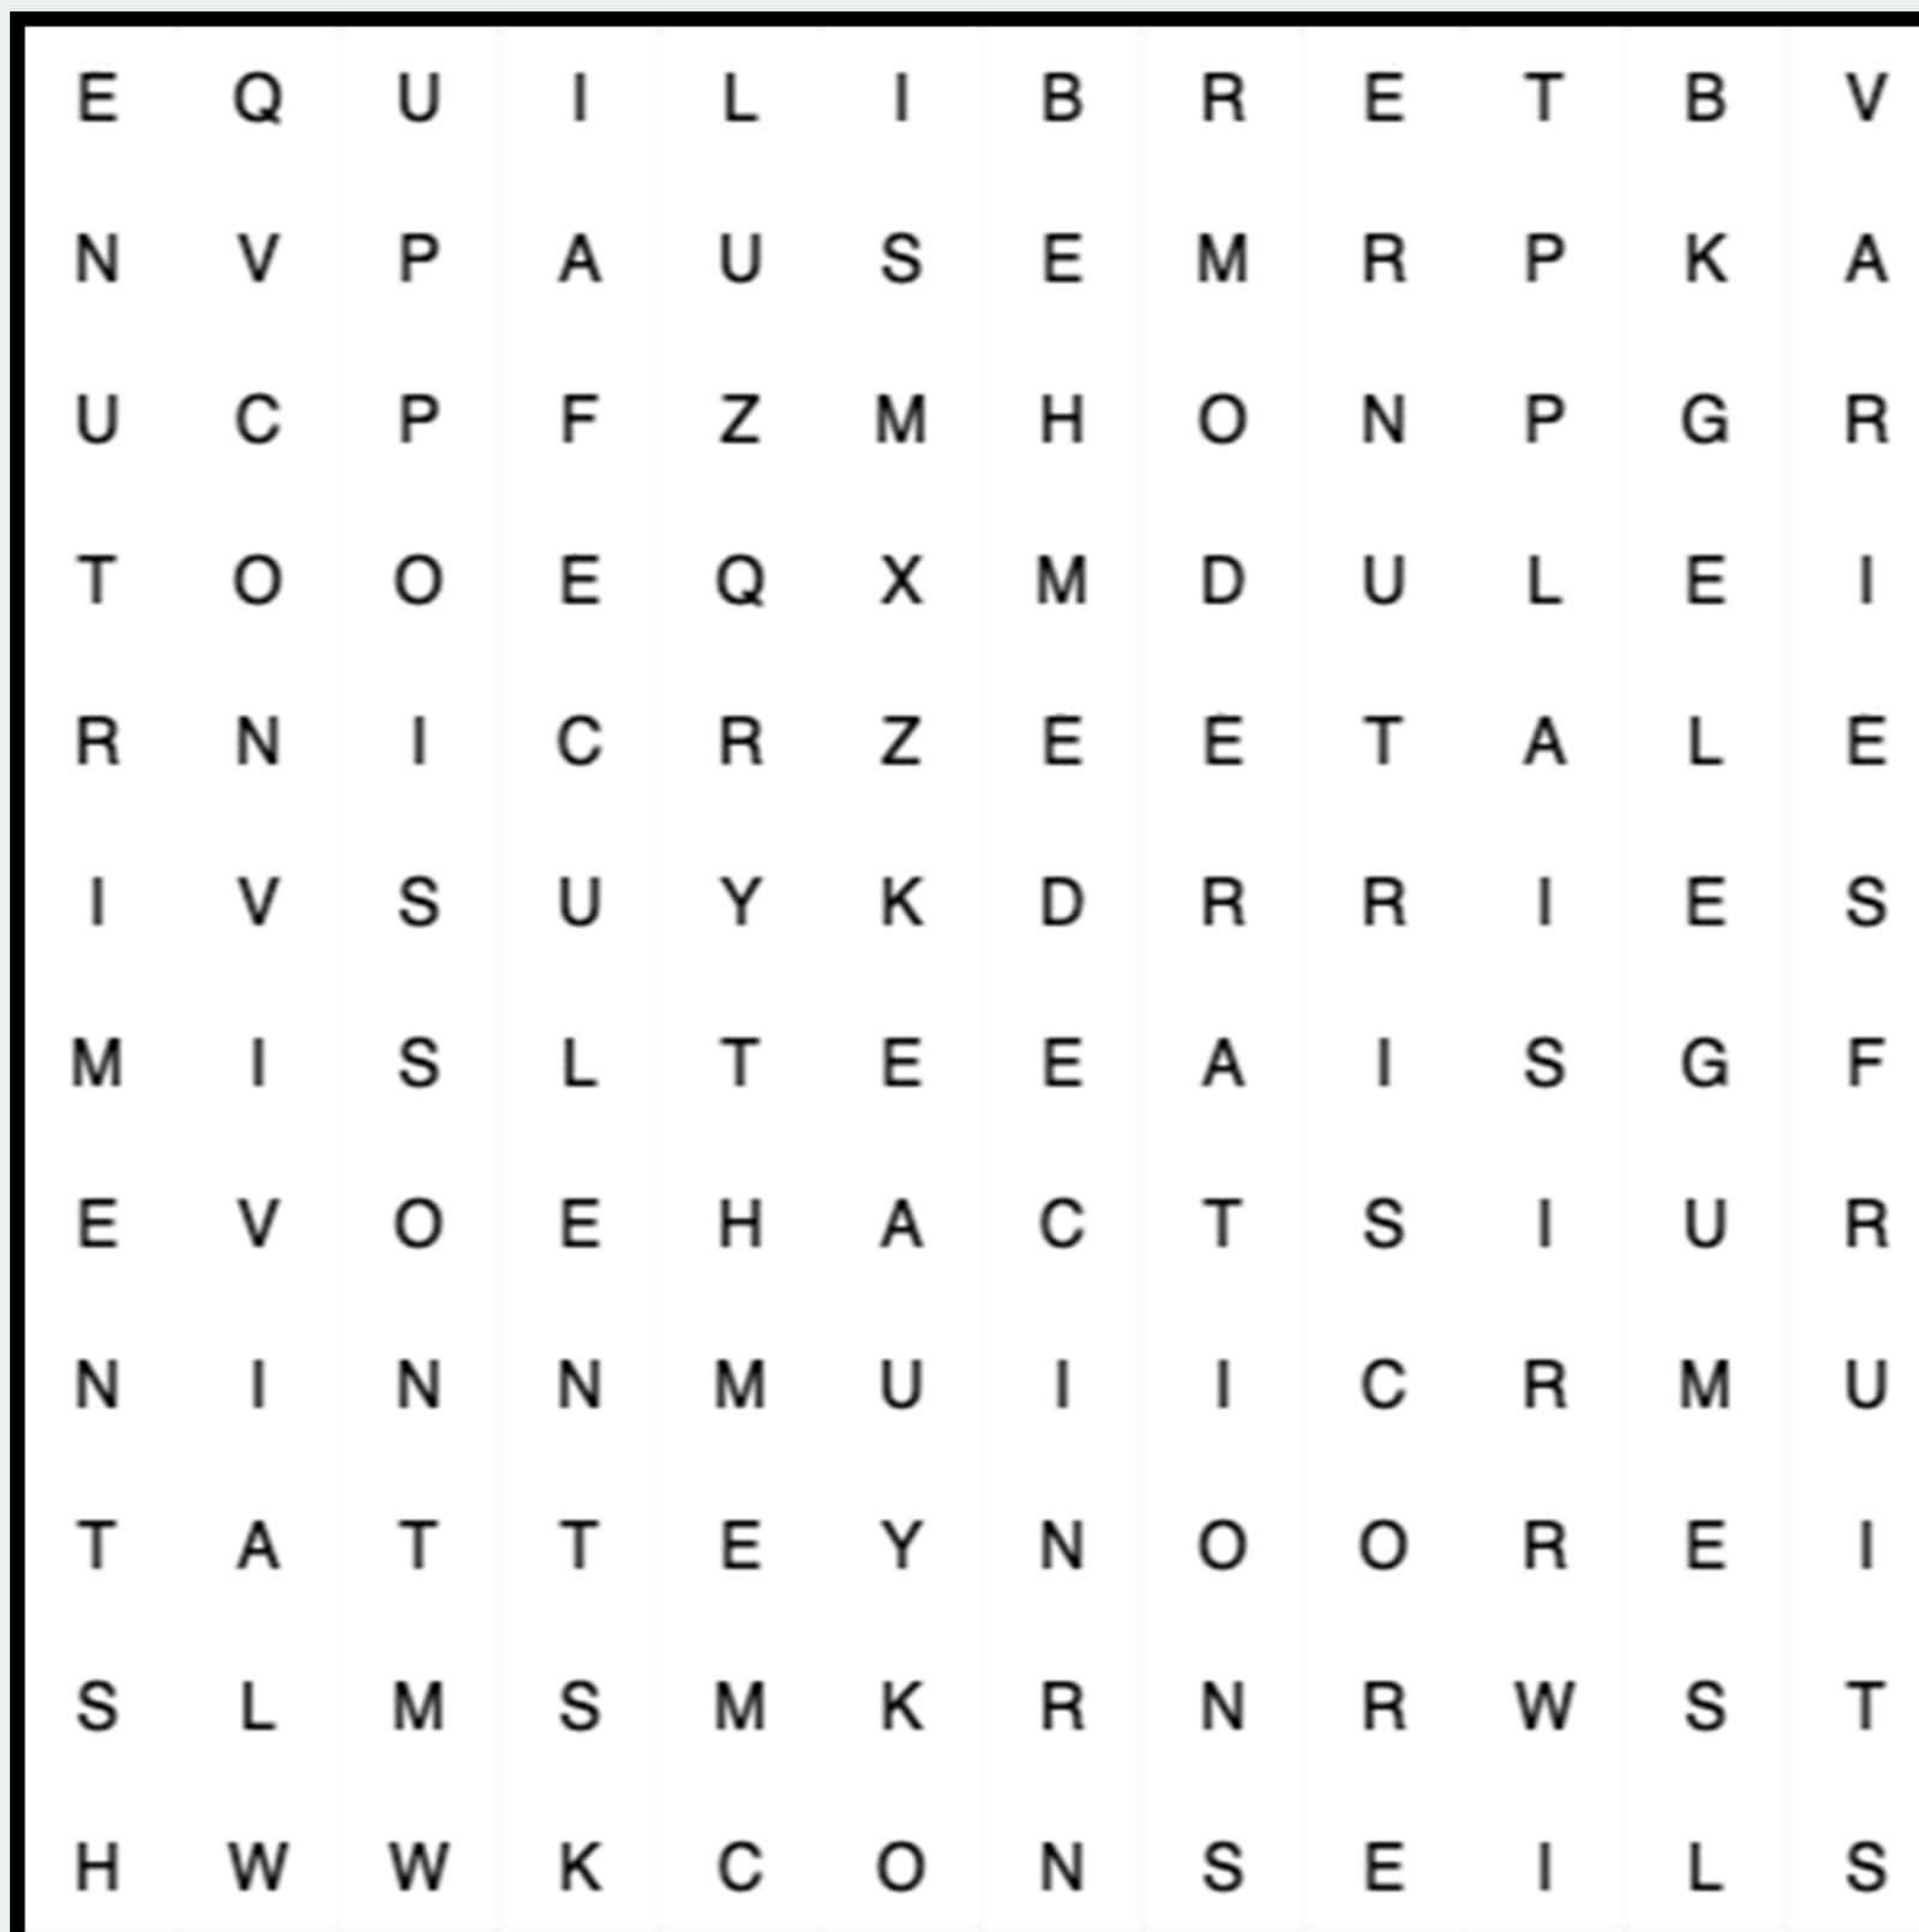 E Q U I L I B R E T B V
N V P A U S E M R P K A
U C P F Z M H O N P G R
T O O E Q X M D U L E I
R N I C R Z E E T A L E
I V S U Y K D R R I E S
M I S L T E E A I S G F
E V O E H A C T S I U R
N I N N M U I I C R M U
T A T T E Y N O O R E I
S L M S M K R N R W S T
H W W K C O N S E I L S